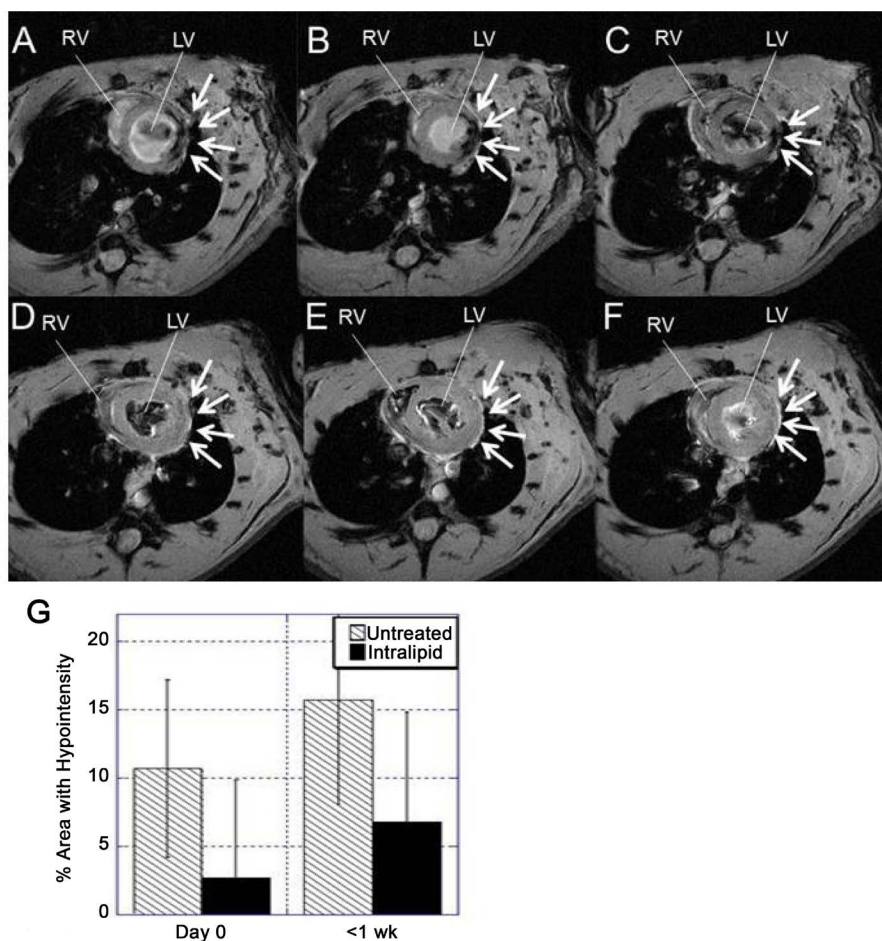 A RV LV
B RV LV
C RV LV
D RV LV
E RV LV
F RV LV
G
% Area with Hypointensity
20
15
10
5
0
Untreated
Intralipid
Day 0 <1 wk